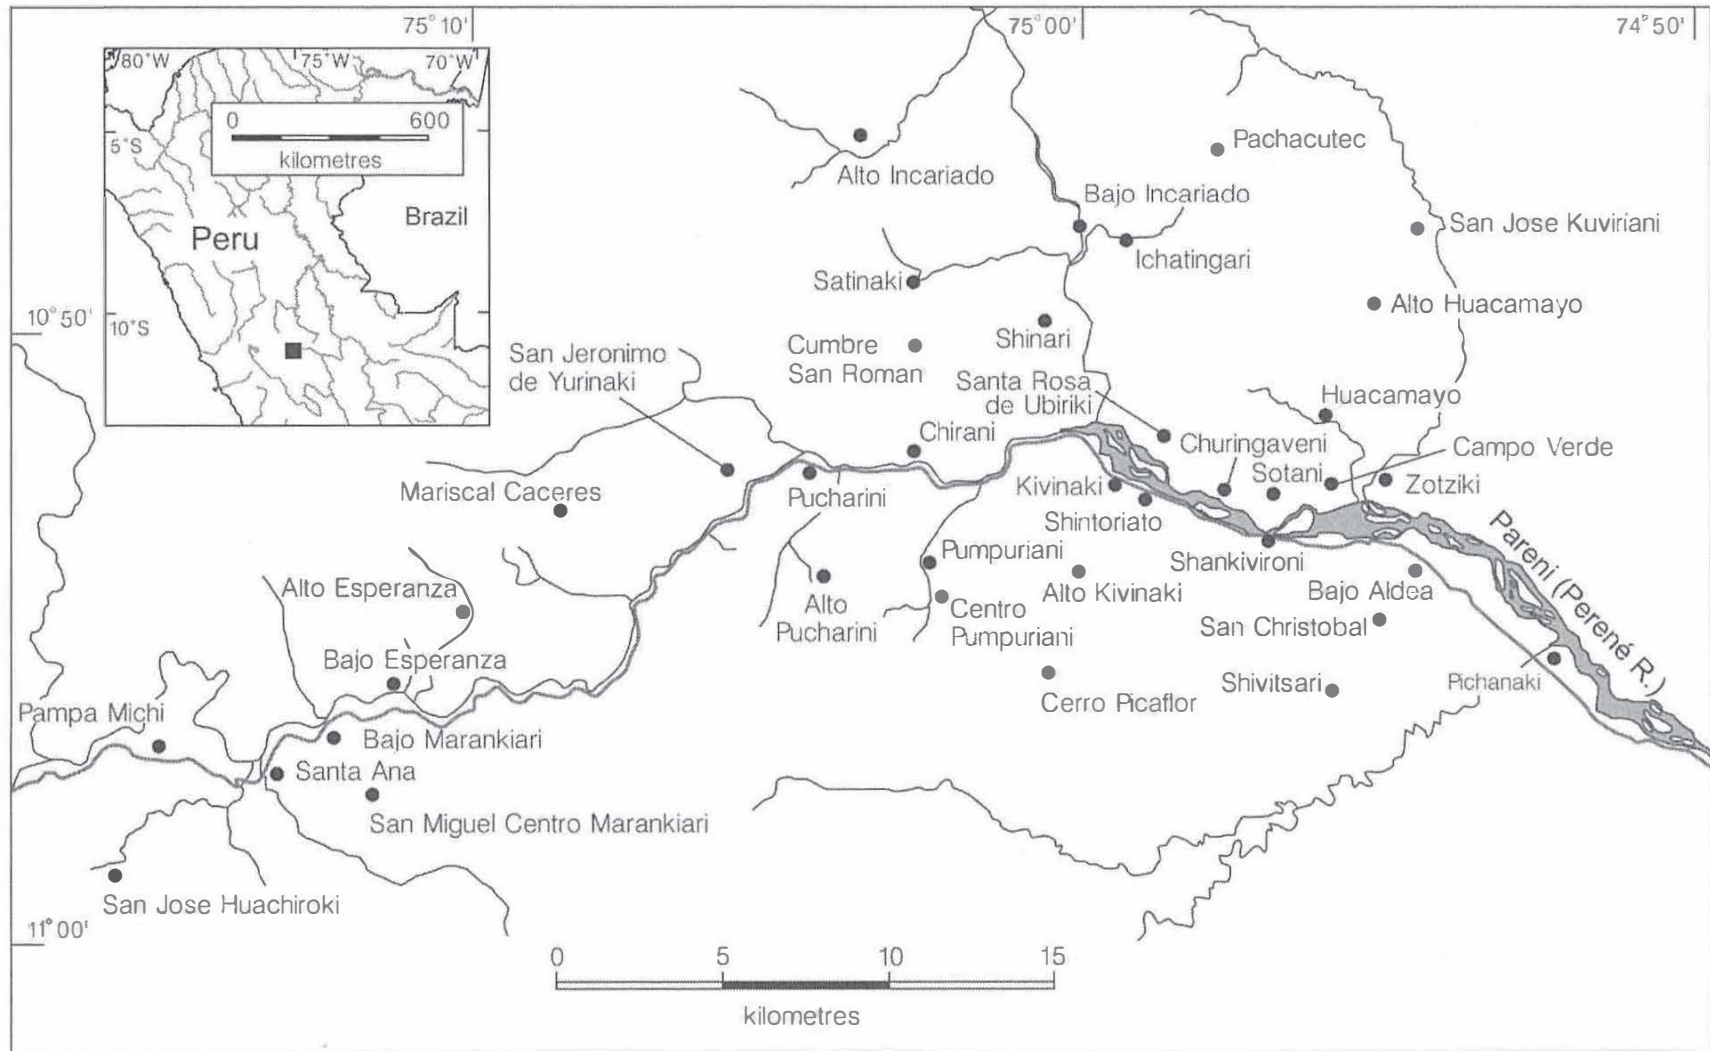 75°10'
75°00'
74°50'
80°W
75°W
70°W
0 600
kilometres
5°S
Peru
Brazil
10°S
10°50'
11°00'
Alto Incariado
Pachacutec
Bajo Incariado
San Jose Kuviriani
Ichatingari
Satinaki
Alto Huacamayo
Shinari
Cumbre
San Roman
San Jeronimo
de Yurinaki
Santa Rosa
de Ubiriki
Huacamayo
Chirani
Churingaveni
Campo Verde
Sotani
Mariscal Caceres
Pucharini
Kivinaki
Zotziki
Shintoriato
Pareni (Perené R.)
Pumpuriani
Shankivironi
Alto Esperanza
Alto
Pucharini
Centro
Pumpuriani
Alto Kivinaki
Bajo Aldea
San Christobal
Bajo Esperanza
Cerro Picaflor
Shivitsari
Pichanaki
Pampa Michi
Bajo Marankiari
Santa Ana
San Miguel Centro Marankiari
San Jose Huachiroki
0 5 10 15
kilometres